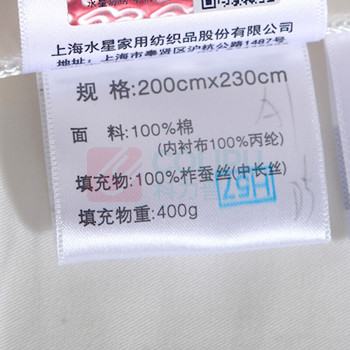 上海水星家用纺织品股份有限公司
地址：上海市奉贤区沪杭公路1487号
规 格:200cmx230cm
面 料:100%棉
(内衬布100%丙纶)
填充物:100%柞蚕丝(中长丝)
填充物重:400g
H57